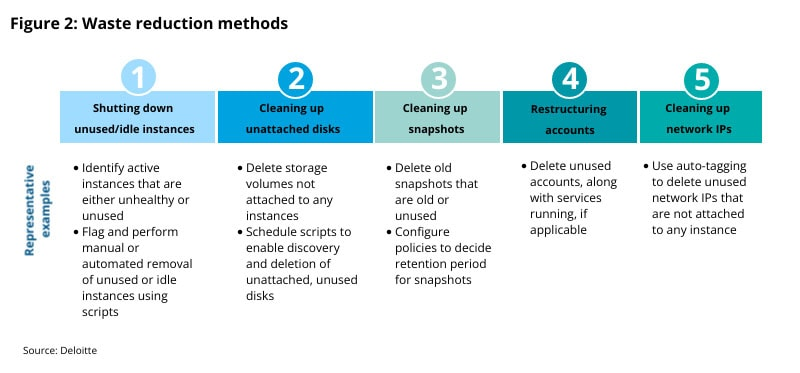 Figure 2: Waste reduction methods
1
Shutting down
unused/idle instances
2
Cleaning up
unattached disks
3
Cleaning up
snapshots
4
Restructuring
accounts
5
Cleaning up
network IPs
Representative
examples
• Identify active
instances that are
either unhealthy or
unused
• Flag and perform
manual or
automated removal
of unused or idle
instances using
scripts
• Delete storage
volumes not
attached to any
instances
• Schedule scripts to
enable discovery
and deletion of
unattached, unused
disks
• Delete old
snapshots that
are old or
unused
• Configure
policies to decide
retention period
for snapshots
• Delete unused
accounts, along
with services
running, if
applicable
• Use auto-tagging
to delete unused
network IPs that
are not attached
to any instance
Source: Deloitte